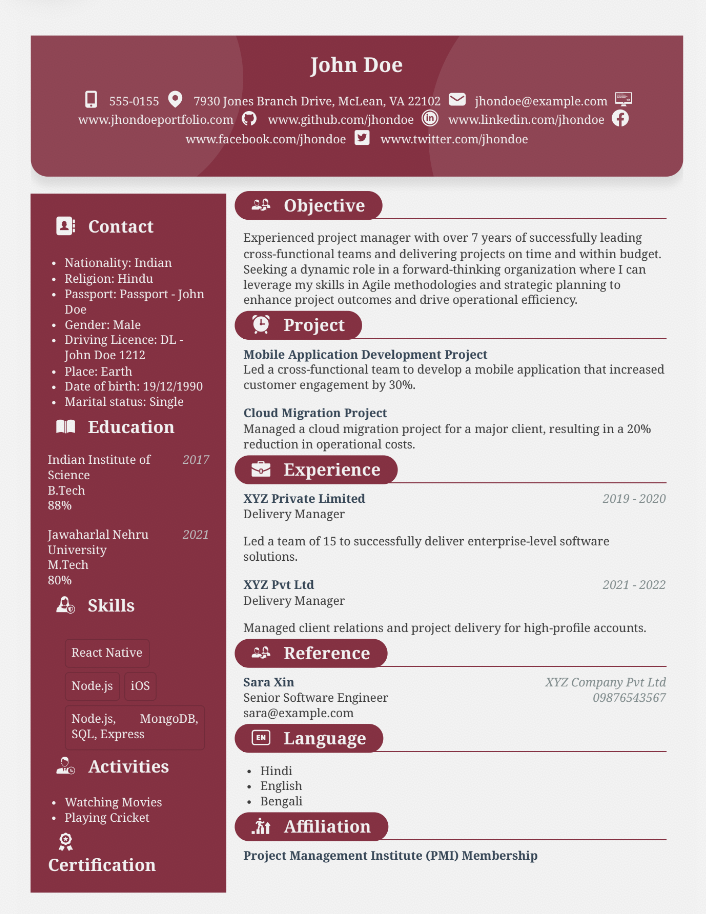 John Doe
555-0155 7930 Jones Branch Drive, McLean, VA 22102 jhondoe@example.com
www.jhondoeportfolio.com www.github.com/jhondoe www.linkedin.com/jhondoe
www.facebook.com/jhondoe www.twitter.com/jhondoe
Contact
• Nationality: Indian
• Religion: Hindu
• Passport: Passport - John
Doe
• Gender: Male
• Driving Licence: DL -
John Doe 1212
• Place: Earth
• Date of birth: 19/12/1990
• Marital status: Single
Education
Indian Institute of 2017
Science
B.Tech
88%
Jawaharlal Nehru 2021
University
M.Tech
80%
Skills
React Native
Node.js iOS
Node.js, MongoDB,
SQL, Express
Activities
• Watching Movies
• Playing Cricket
Certification
Objective
Experienced project manager with over 7 years of successfully leading
cross-functional teams and delivering projects on time and within budget.
Seeking a dynamic role in a forward-thinking organization where I can
leverage my skills in Agile methodologies and strategic planning to
enhance project outcomes and drive operational efficiency.
Project
Mobile Application Development Project
Led a cross-functional team to develop a mobile application that increased
customer engagement by 30%.
Cloud Migration Project
Managed a cloud migration project for a major client, resulting in a 20%
reduction in operational costs.
Experience
XYZ Private Limited 2019 - 2020
Delivery Manager
Led a team of 15 to successfully deliver enterprise-level software
solutions.
XYZ Pvt Ltd 2021 - 2022
Delivery Manager
Managed client relations and project delivery for high-profile accounts.
Reference
Sara Xin XYZ Company Pvt Ltd
Senior Software Engineer 09876543567
sara@example.com
EN Language
• Hindi
• English
• Bengali
Affiliation
Project Management Institute (PMI) Membership